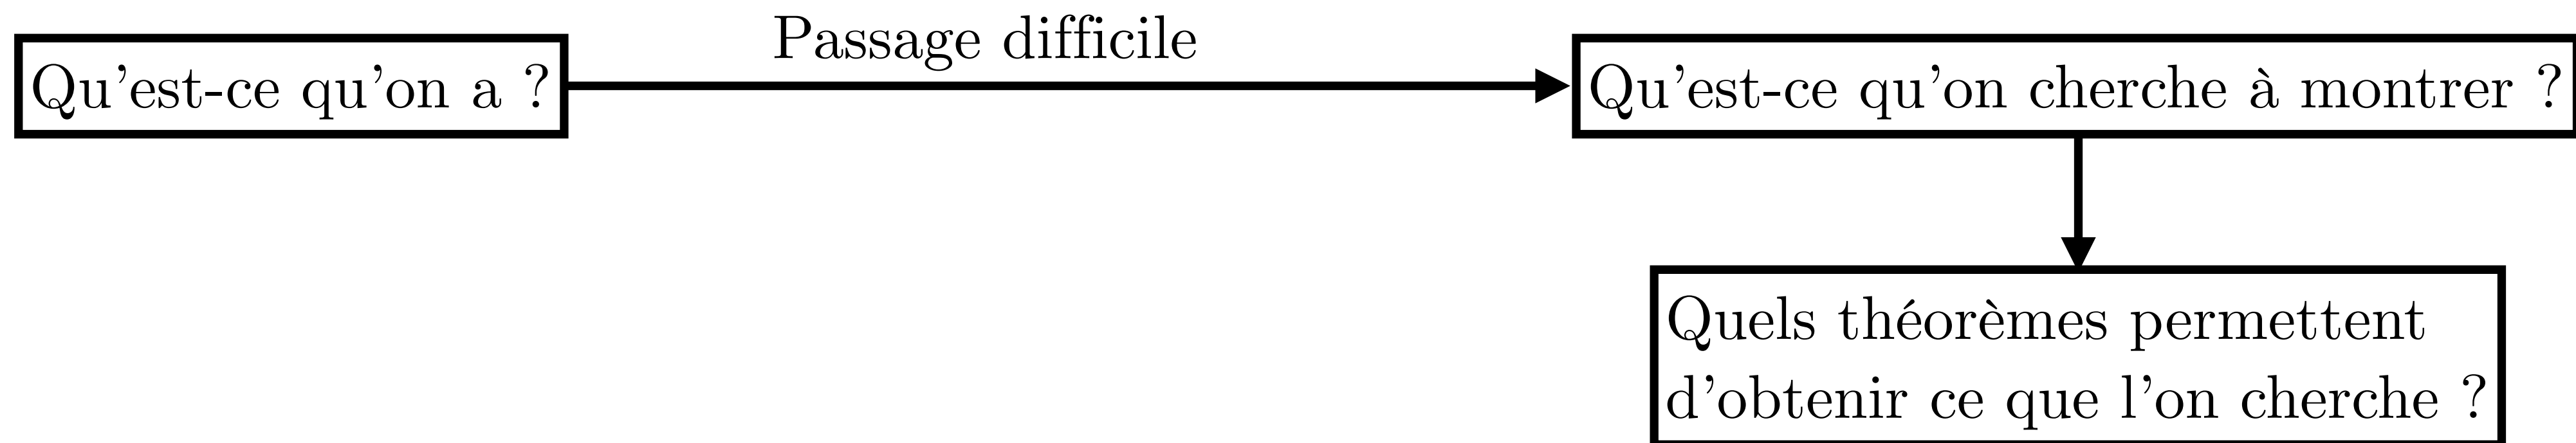 Passage difficile
Qu'est-ce qu'on a ?
Qu'est-ce qu'on cherche à montrer ?
Quels théorèmes permettent
d'obtenir ce que l'on cherche ?